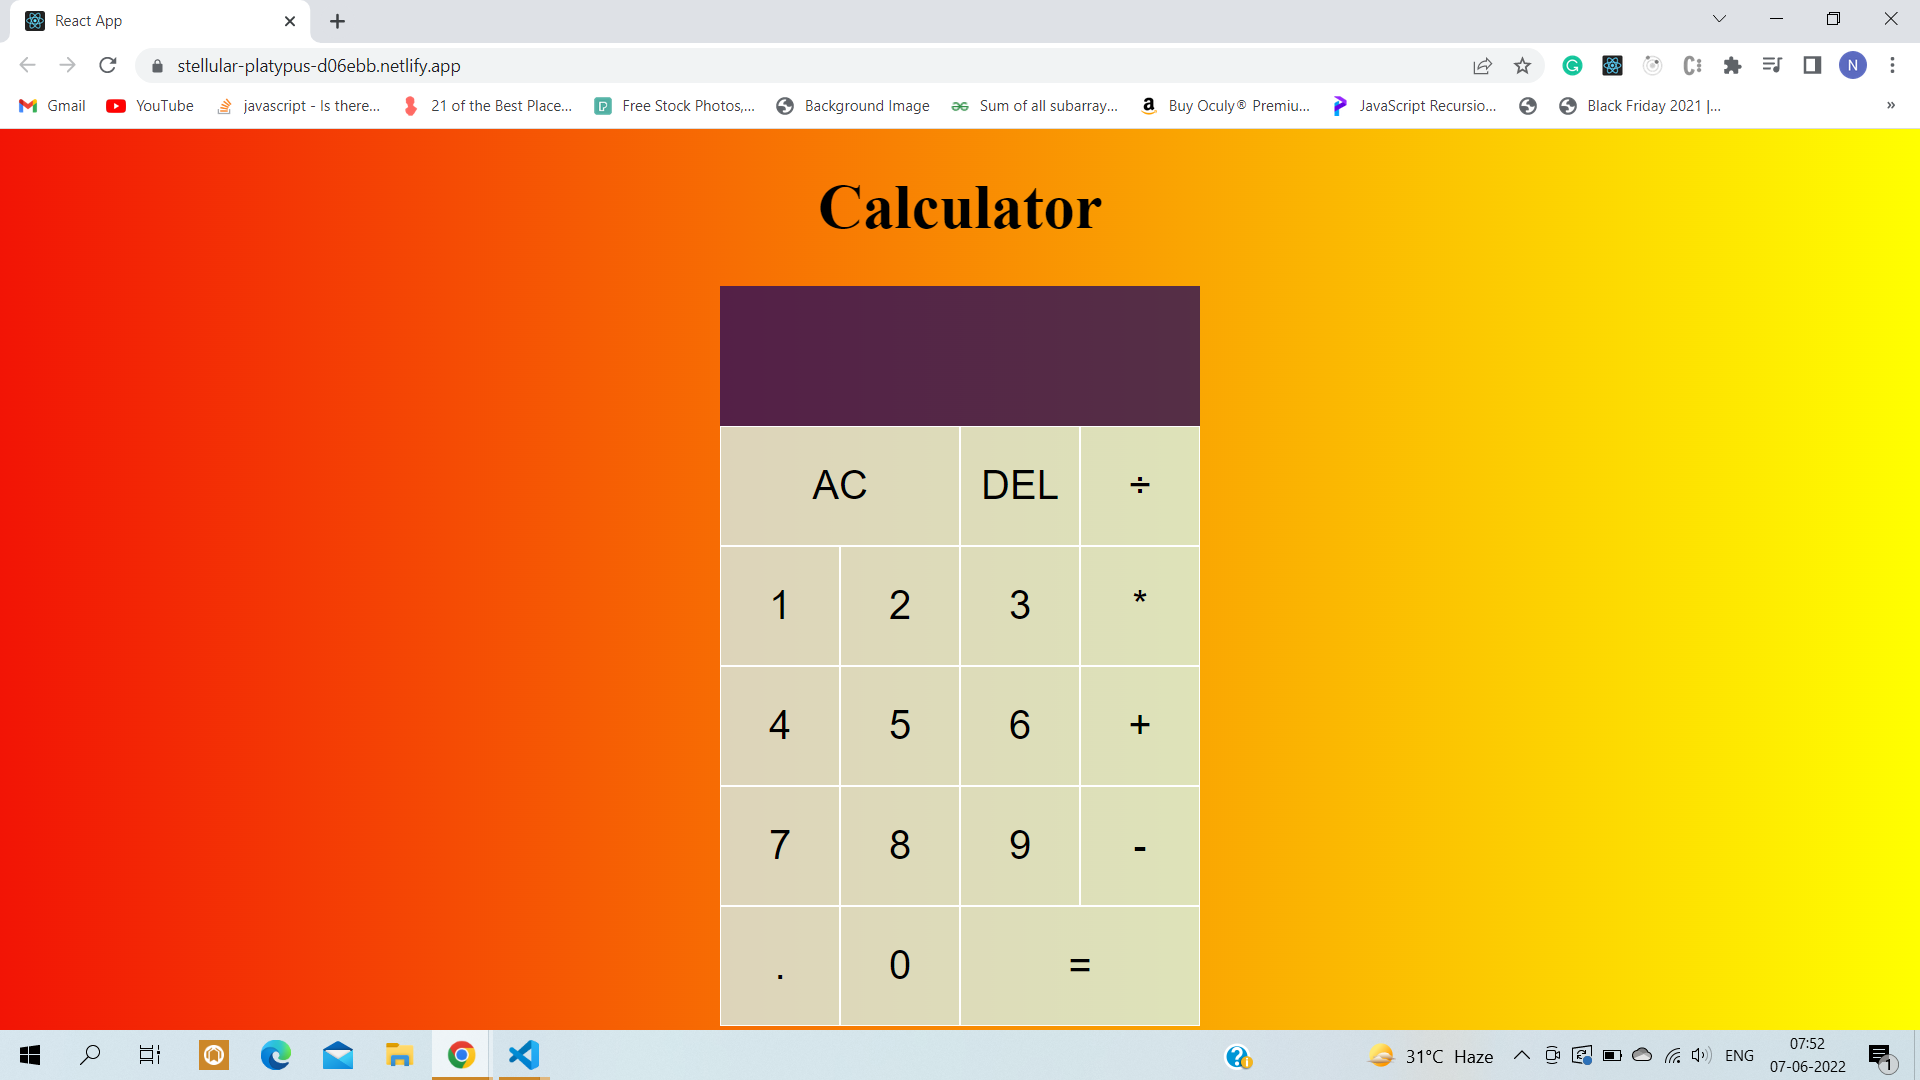 React App
stellular-platypus-d06ebb.netlify.app
N
Gmail YouTube javascript - Is there... 21 of the Best Place... Free Stock Photos,... Background Image Sum of all subarray... Buy Oculy® Premiu... JavaScript Recursio... Black Friday 2021 |... »
Calculator
AC DEL ÷
1 2 3 *
4 5 6 +
7 8 9 -
. 0 =
31°C Haze ENG
07:52
07-06-2022
1